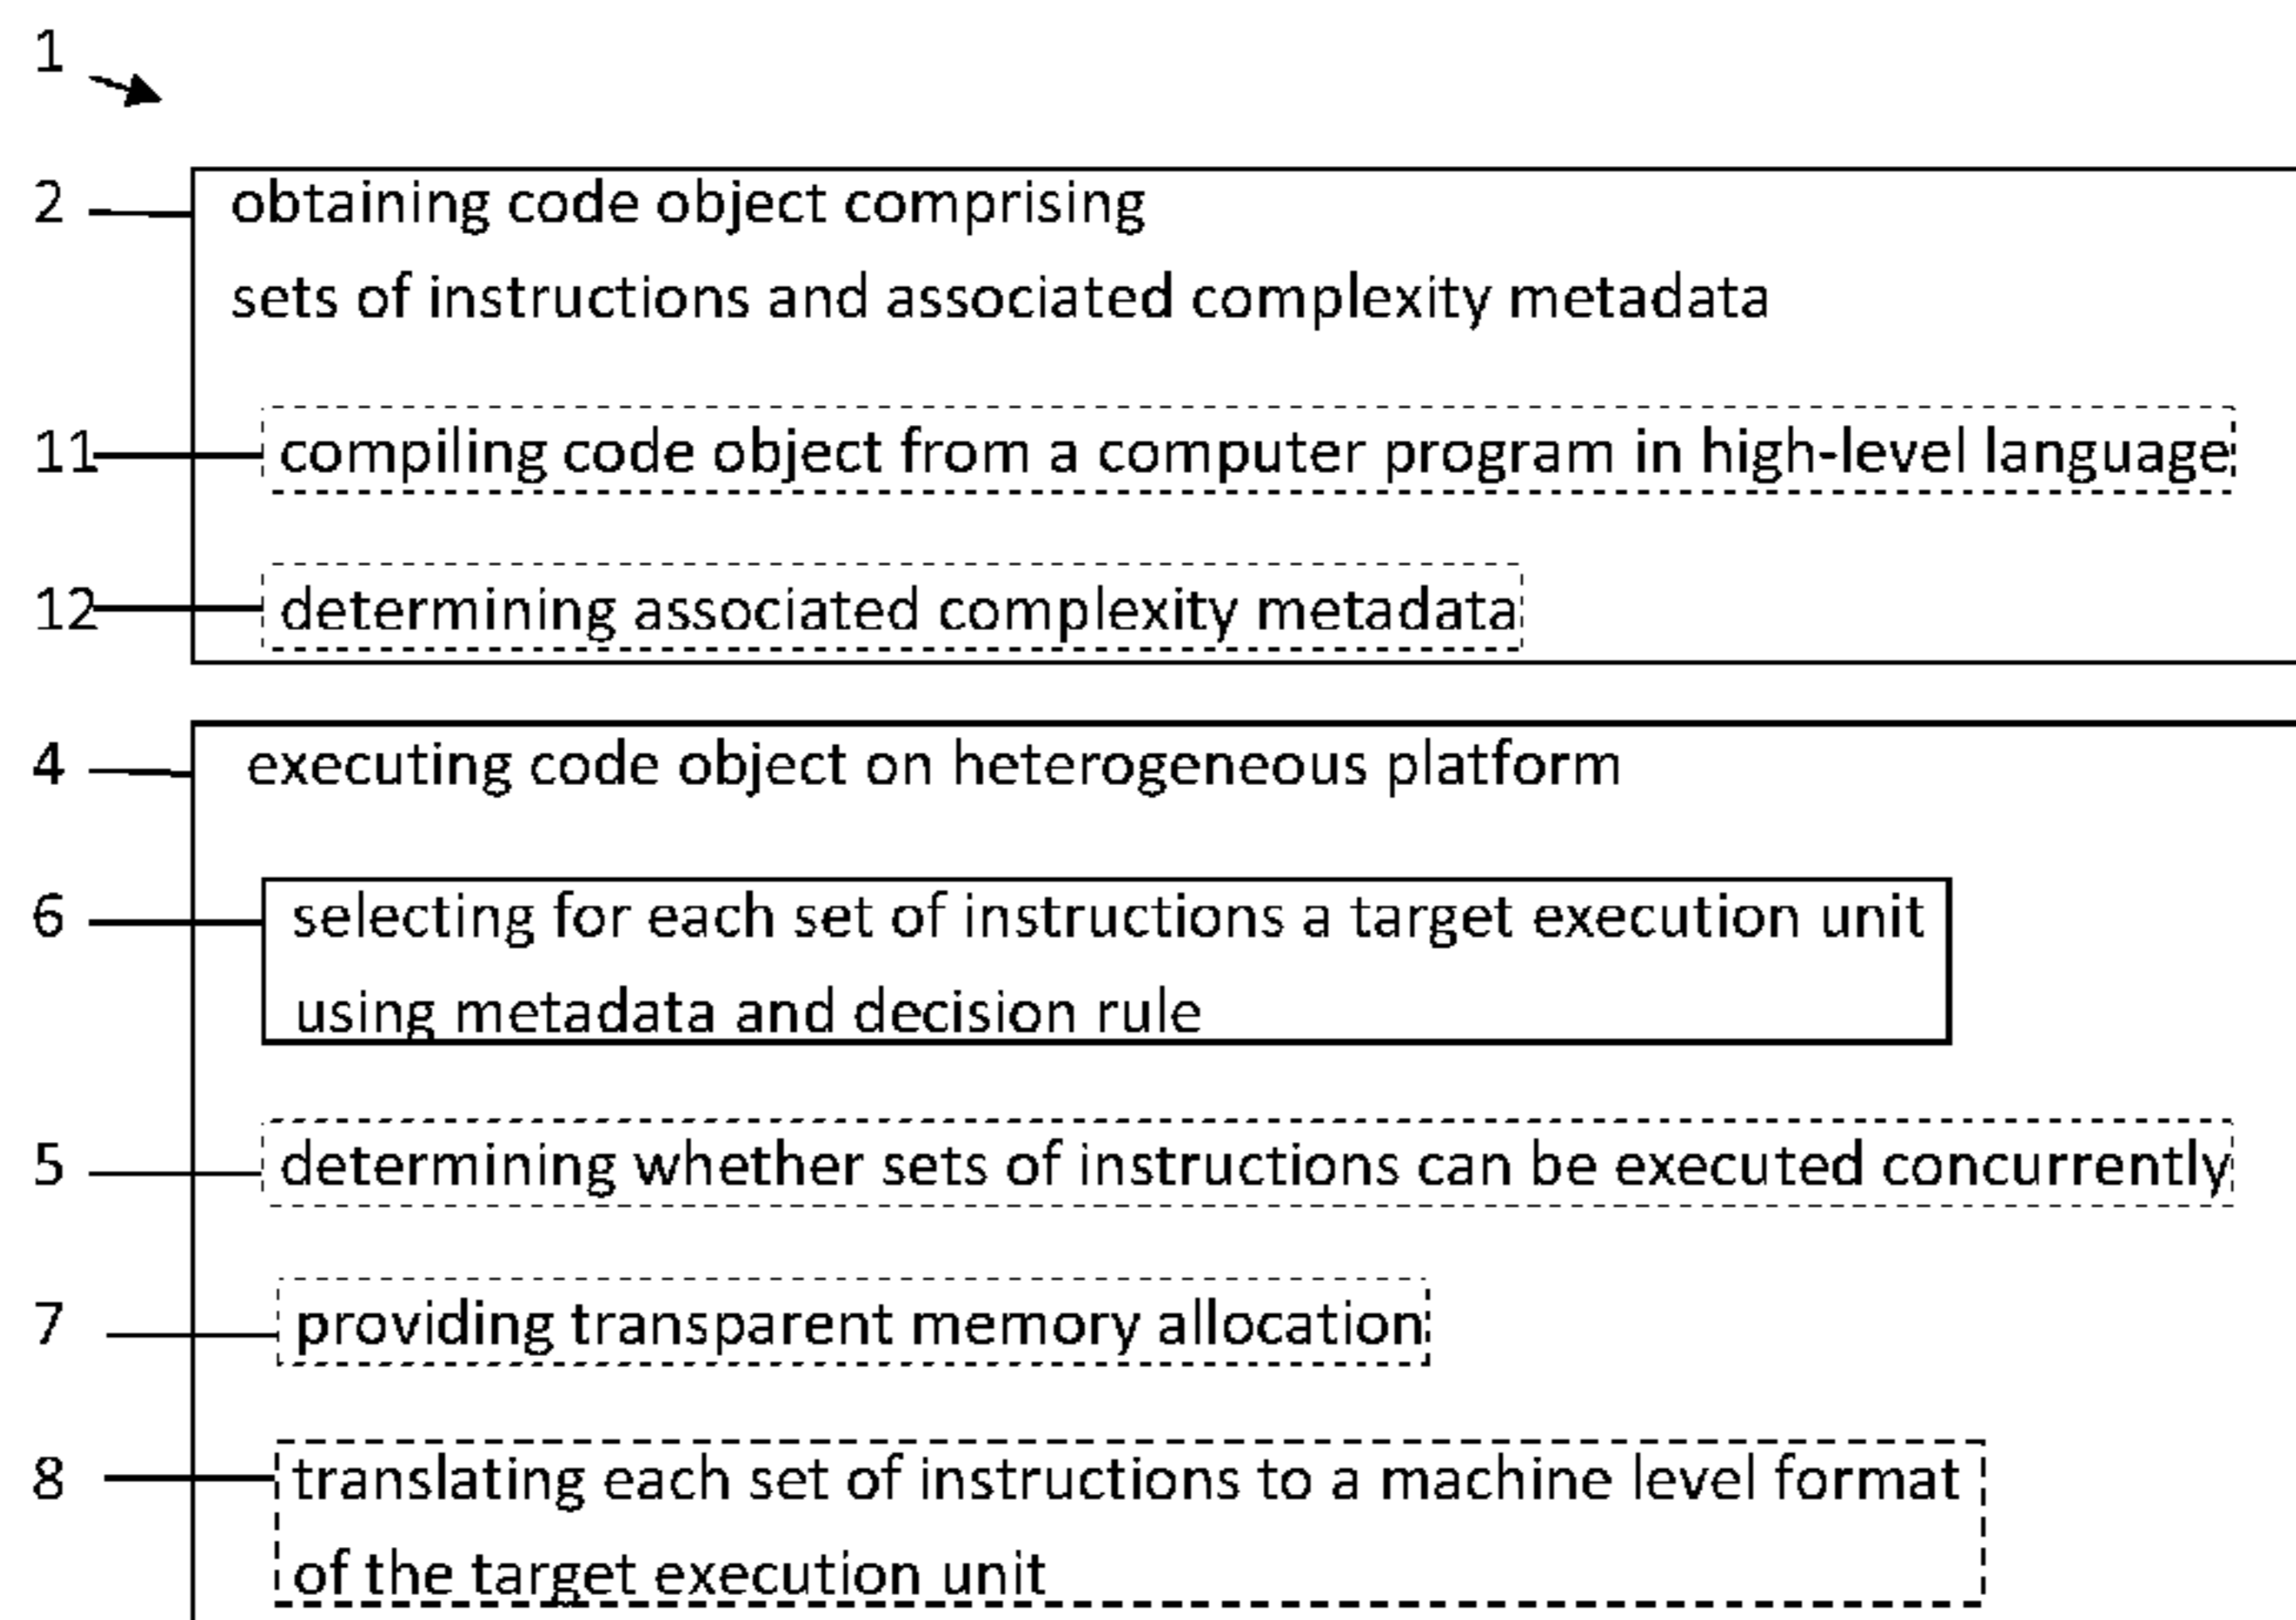 1
2 obtaining code object comprising
sets of instructions and associated complexity metadata
11 compiling code object from a computer program in high-level language
12 determining associated complexity metadata
4 executing code object on heterogeneous platform
6 selecting for each set of instructions a target execution unit
using metadata and decision rule
5 determining whether sets of instructions can be executed concurrently
7 providing transparent memory allocation
8 translating each set of instructions to a machine level format
of the target execution unit